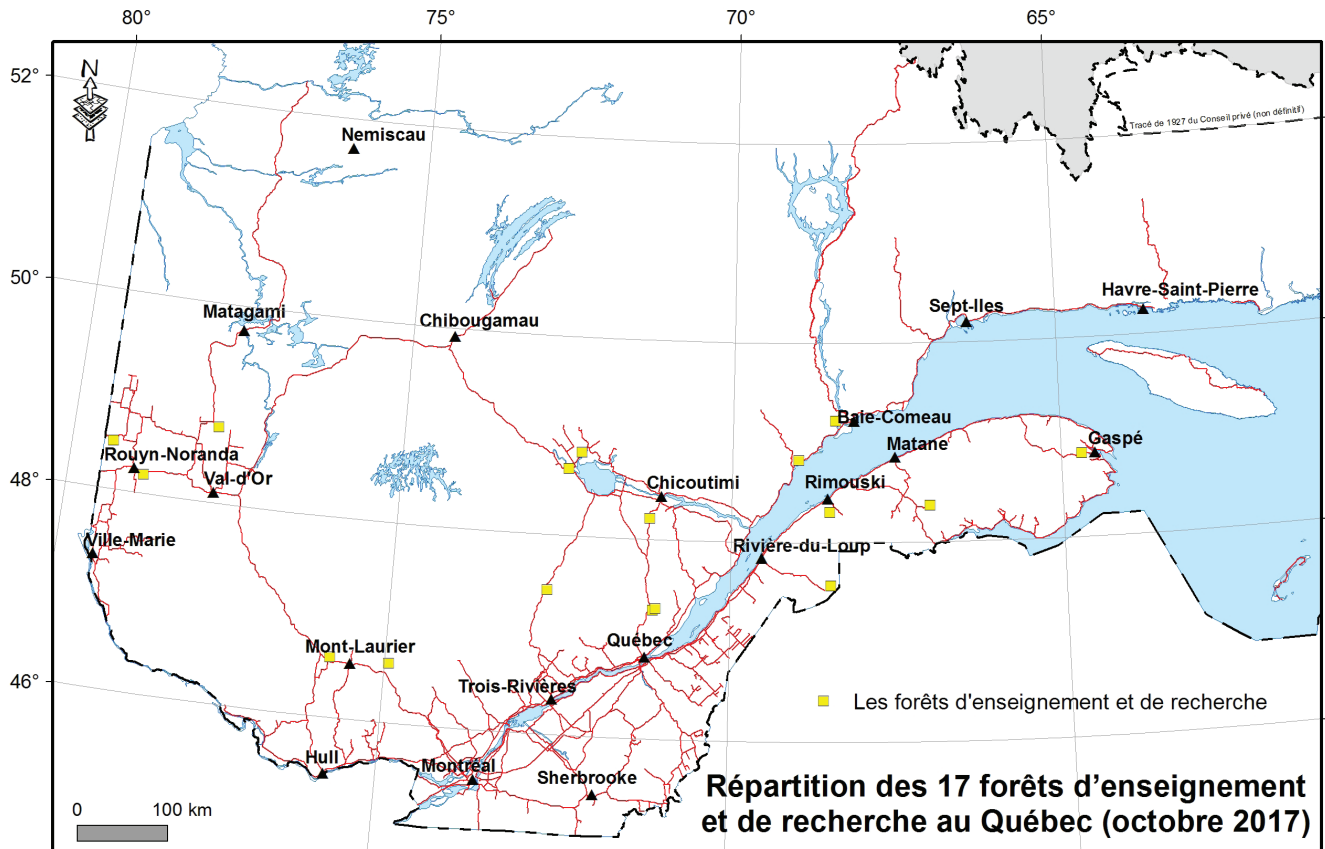 80° 75° 70° 65°
52°
N
Nemiscau
Tracé de 1927 du Conseil privé (non définitif)
50°
Matagami
Chibougamau
Sept-Iles
Havre-Saint-Pierre
Baie-Comeau
Matane
Gaspé
Rouyn-Noranda
Val-d'Or
48°
Chicoutimi
Rimouski
Ville-Marie
Rivière-du-Loup
Mont-Laurier
Québec
46°
Trois-Rivières
Les forêts d'enseignement et de recherche
Hull
Montréal
Sherbrooke
0 100 km
Répartition des 17 forêts d’enseignement
et de recherche au Québec (octobre 2017)